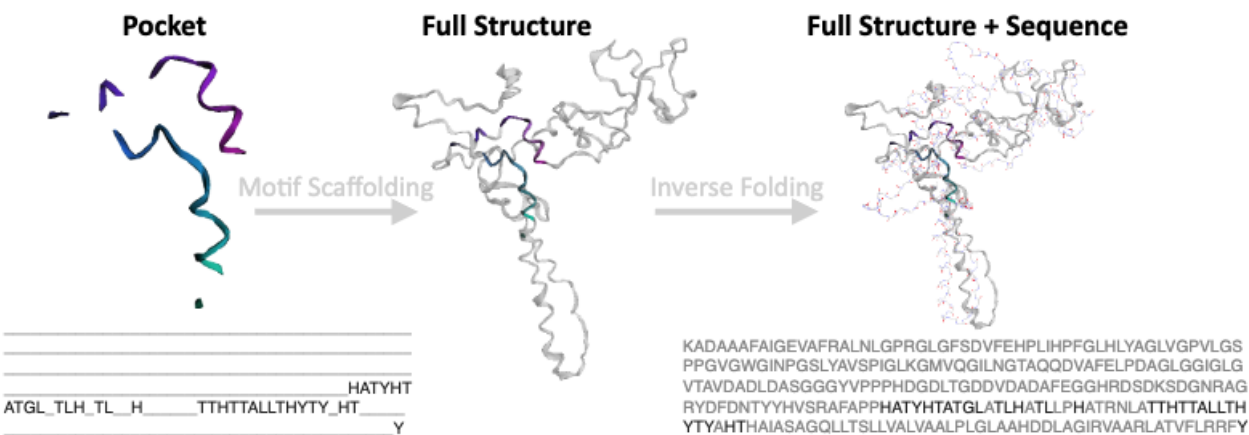 Pocket
Full Structure
Full Structure + Sequence
Motif Scaffolding
Inverse Folding
HATYHT
ATGL_TLH_TL__H______TTHTTALLTHYTY_HT_____
Y
KADAAAFAIGEVAFRALNLGPRGLGFSDVFEHPLIHPFGLHLYAGLVGPVLGS
PPGVGWGINPGSLYAVSPIGLKGMVQGILNGTAQQDVAFELPDAGLGGIGLG
VTAVDADLDASGGGYVPPPHDGDLTGDDVDADAFEGGHRDSDKSDGNRAG
RYDFDNTYYHVSRAFAPPHATYHTATGLATLHATLLPHATRNLATTHTTALLTH
YTYAHTHAIASAGQLLTSLLVALVAALPLGLAAHDDLAGIRVAARLATVFLRRFY